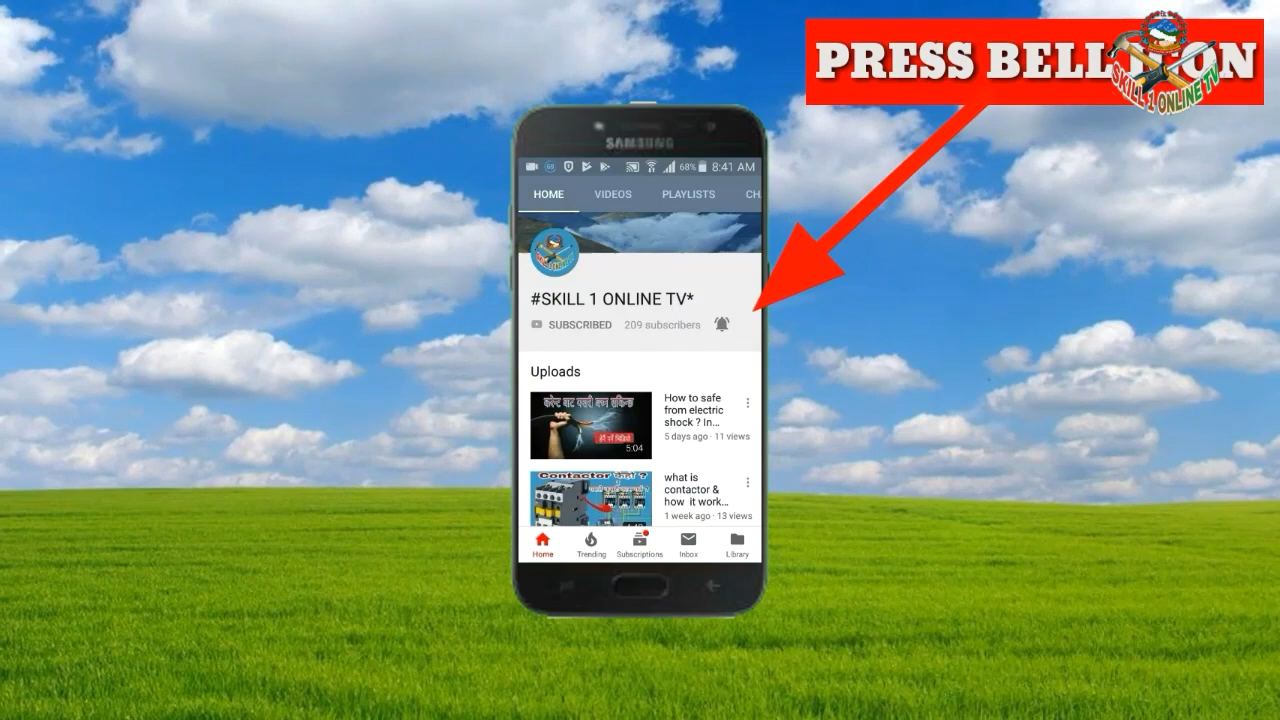 PRESS BELL ICON
SKILL 1 ONLINE TV
SAMSUNG
68% 8:41 AM
HOME VIDEOS PLAYLISTS CH
#SKILL 1 ONLINE TV*
SUBSCRIBED 209 subscribers
Uploads
How to safe
from electric
shock ? In...
5 days ago · 11 views
5:04
Contactor कहाँ ?
what is
contactor &
how it work...
1 week ago · 13 views
Home Trending Subscriptions Inbox Library